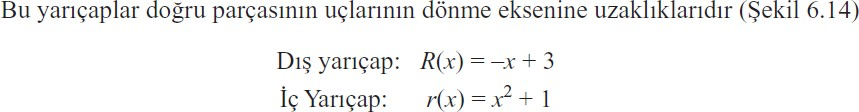 Bu yarıçaplar doğru parçasının uçlarının dönme eksenine uzaklıklarıdır (Şekil 6.14)
Dış yarıçap: R(x) = –x + 3
İç Yarıçap: r(x) = x² + 1